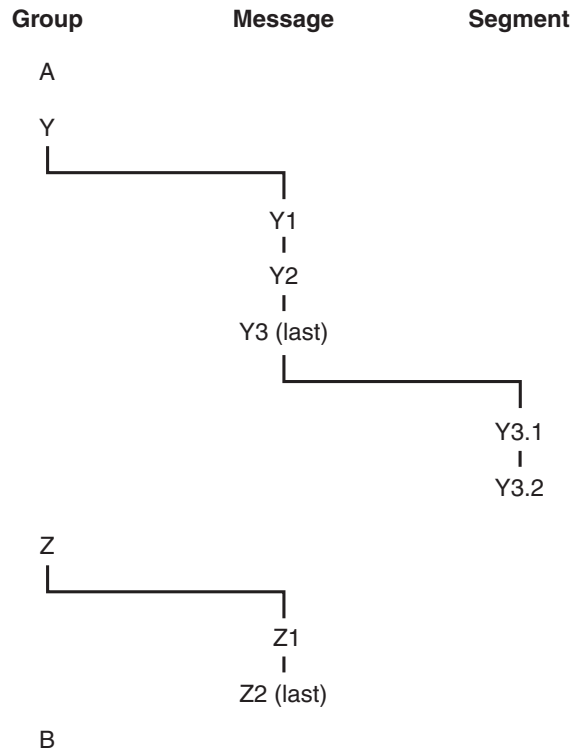 Group Message Segment
A
Y
Y1
Y2
Y3 (last)
Y3.1
Y3.2
Z
Z1
Z2 (last)
B